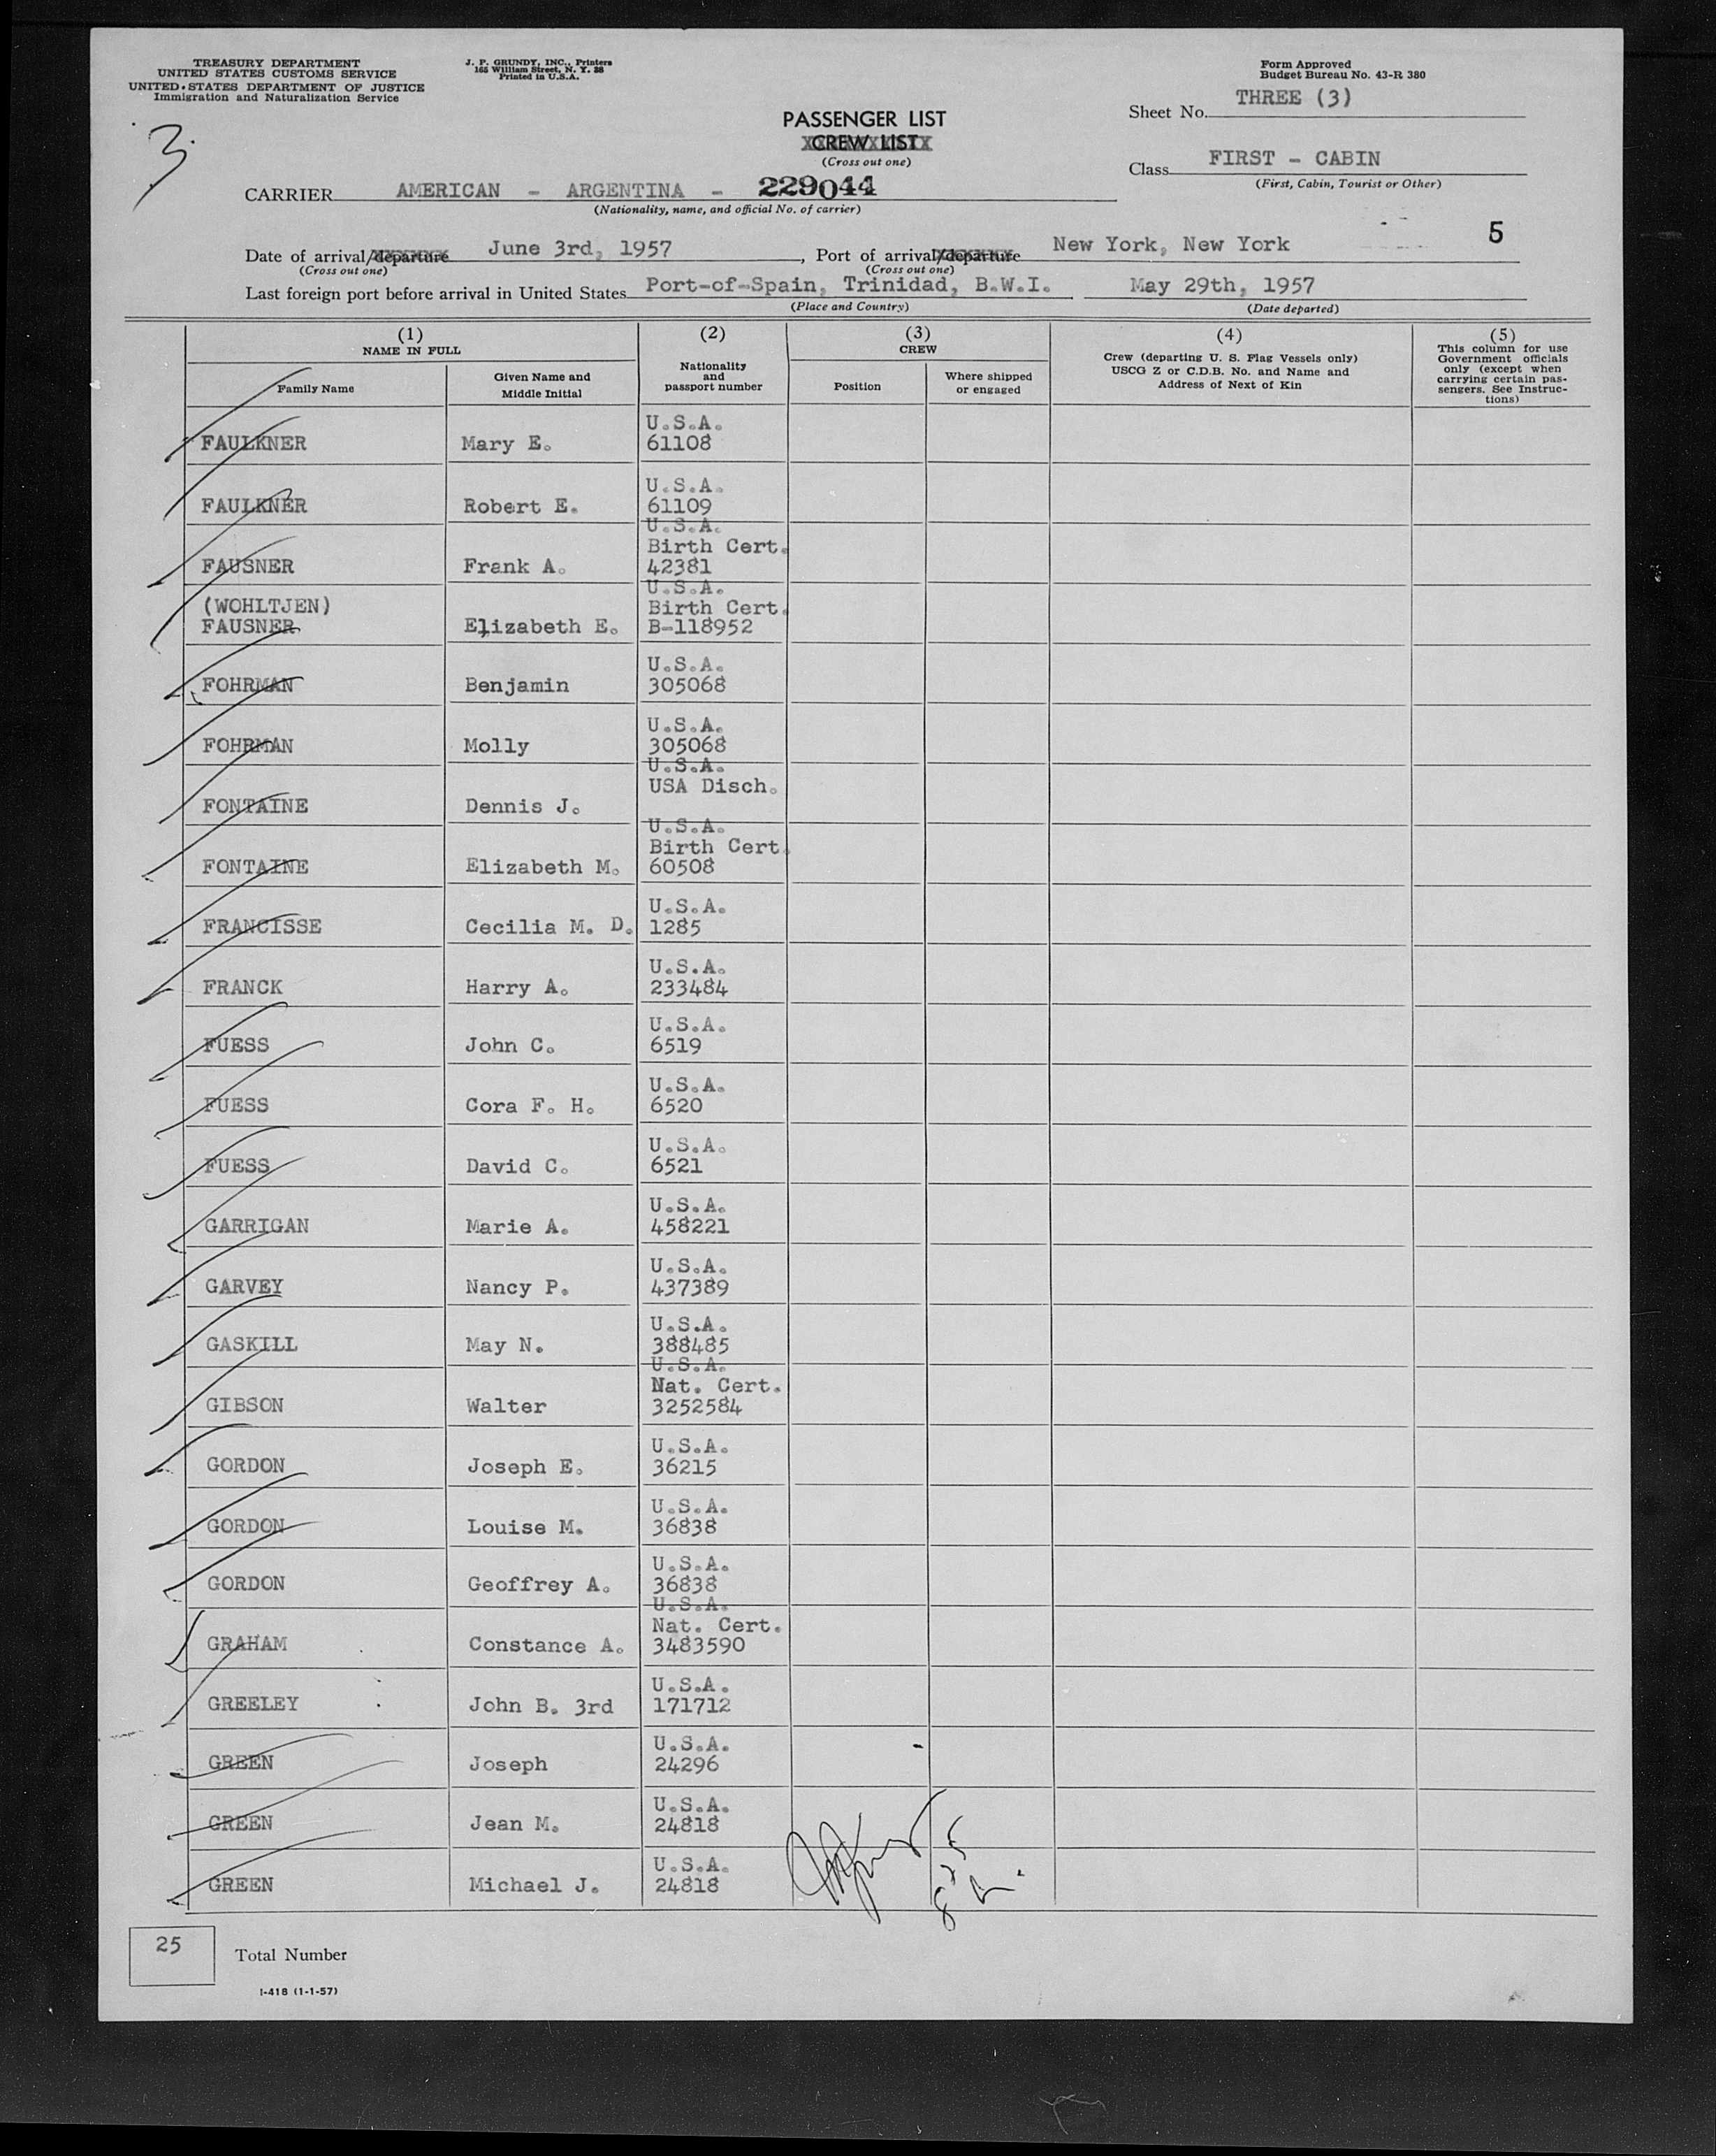 TREASURY DEPARTMENT
UNITED STATES CUSTOMS SERVICE
UNITED STATES DEPARTMENT OF JUSTICE
Immigration and Naturalization Service
J. P. GRUNDY, INC., Printers
165 William Street, N. Y. 38
Printed in U.S.A.
Form Approved
Budget Bureau No. 43-R 380
3
PASSENGER LIST
CREW LIST
(Cross out one)
Sheet No. THREE (3)
Class FIRST - CABIN
(First, Cabin, Tourist or Other)
CARRIER AMERICAN - ARGENTINA - 229044
(Nationality, name, and official No. of carrier)
5
Date of arrival/departure June 3rd, 1957, Port of arrival/departure New York, New York
(Cross out one) (Cross out one)
Last foreign port before arrival in United States Port-of-Spain, Trinidad, B.W.I. May 29th, 1957
(Place and Country) (Date departed)
(1) NAME IN FULL
Family Name
Given Name and Middle Initial
(2)
Nationality and passport number
(3) CREW
Position
Where shipped or engaged
(4)
Crew (departing U. S. Flag Vessels only)
USCG Z or C.D.B. No. and Name and
Address of Next of Kin
(5)
This column for use
Government officials
only (except when
carrying certain pas-
sengers. See Instruc-
tions)
FAULKNER Mary E. U.S.A. 61108
FAULKNER Robert E. U.S.A. 61109
FAUSNER Frank A. U.S.A. Birth Cert. 42381
(WOHLTJEN) FAUSNER Elizabeth E. U.S.A. Birth Cert. B-118952
FOHRMAN Benjamin U.S.A. 305068
FOHRMAN Molly U.S.A. 305068
FONTAINE Dennis J. U.S.A. USA Disch.
FONTAINE Elizabeth M. U.S.A. Birth Cert. 60508
FRANCISSE Cecilia M. D. U.S.A. 1285
FRANCK Harry A. U.S.A. 233484
FUESS John C. U.S.A. 6519
FUESS Cora F. H. U.S.A. 6520
FUESS David C. U.S.A. 6521
GARRIGAN Marie A. U.S.A. 458221
GARVEY Nancy P. U.S.A. 437389
GASKILL May N. U.S.A. 388485
GIBSON Walter U.S.A. Nat. Cert. 3252584
GORDON Joseph E. U.S.A. 36215
GORDON Louise M. U.S.A. 36838
GORDON Geoffrey A. U.S.A. 36838
GRAHAM Constance A. U.S.A. Nat. Cert. 3483590
GREELEY John B. 3rd U.S.A. 171712
GREEN Joseph U.S.A. 24296
GREEN Jean M. U.S.A. 24818
GREEN Michael J. U.S.A. 24818
25 Total Number
I-418 (1-1-57)